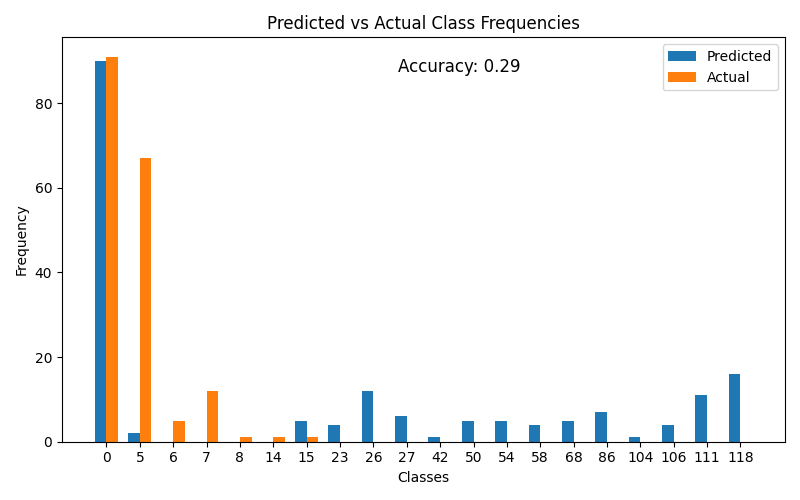 Predicted vs Actual Class Frequencies
Accuracy: 0.29
Predicted
Actual
Frequency
80
60
40
20
0
0 5 6 7 8 14 15 23 26 27 42 50 54 58 68 86 104 106 111 118
Classes